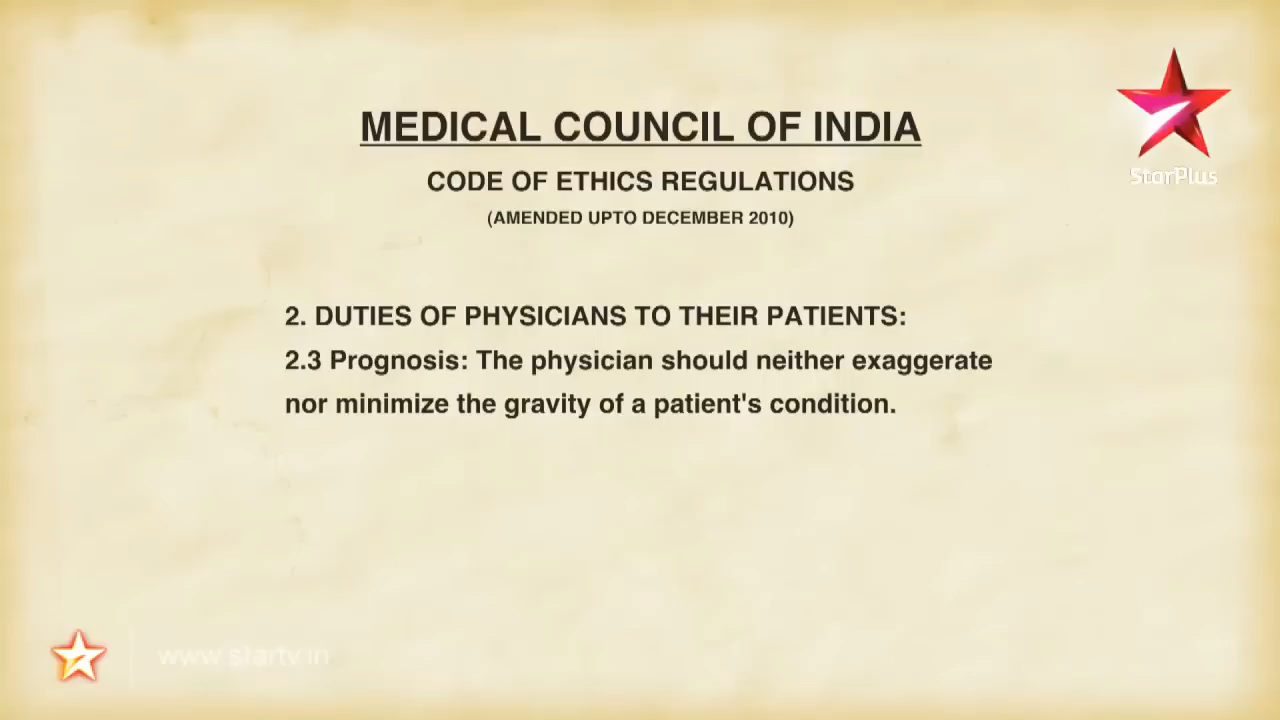 MEDICAL COUNCIL OF INDIA
CODE OF ETHICS REGULATIONS
(AMENDED UPTO DECEMBER 2010)
StarPlus
2. DUTIES OF PHYSICIANS TO THEIR PATIENTS:
2.3 Prognosis: The physician should neither exaggerate
nor minimize the gravity of a patient's condition.
www.startv.in